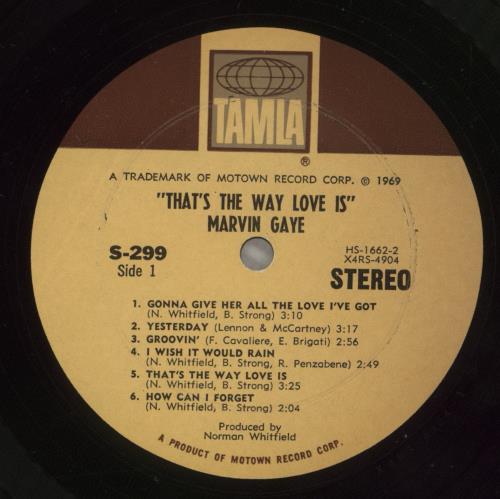 TAMLA
®
A TRADEMARK OF MOTOWN RECORD CORP. © 1969
"THAT'S THE WAY LOVE IS"
MARVIN GAYE
S-299
Side 1
HS-1662-2
X4RS-4904
STEREO
1. GONNA GIVE HER ALL THE LOVE I'VE GOT
(N. Whitfield, B. Strong) 3:10
2. YESTERDAY (Lennon & McCartney) 3:17
3. GROOVIN' (F. Cavaliere, E. Brigati) 2:56
4. I WISH IT WOULD RAIN
(N. Whitfield, B. Strong, R. Penzabene) 2:49
5. THAT'S THE WAY LOVE IS
(N. Whitfield, B. Strong) 3:25
6. HOW CAN I FORGET
(N. Whitfield, B. Strong) 2:04
Produced by
Norman Whitfield
A PRODUCT OF MOTOWN RECORD CORP.